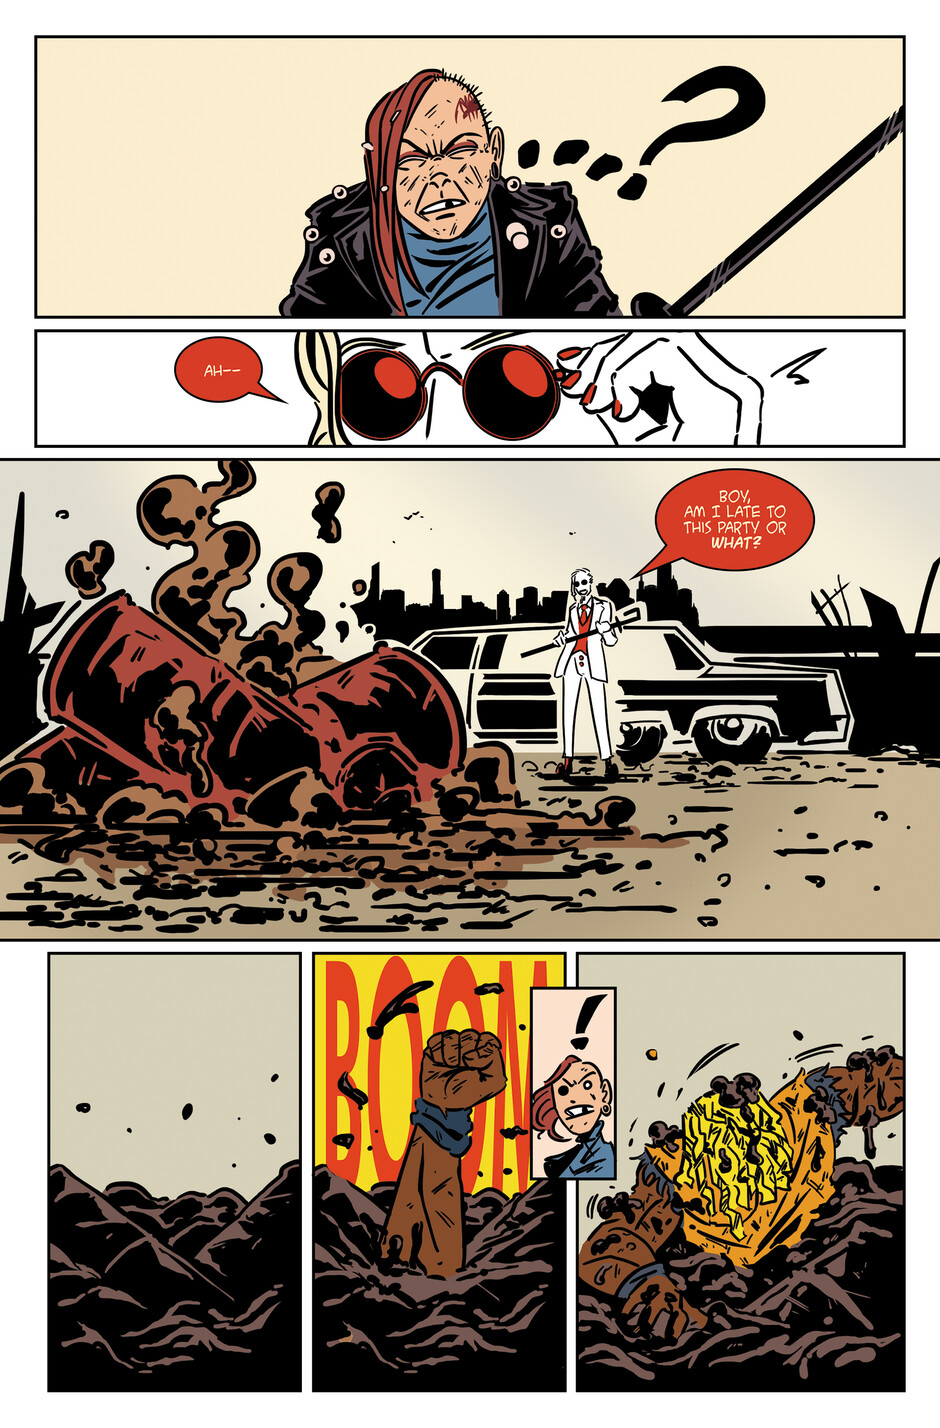 ?
AH--
BOY,
AM I LATE TO
THIS PARTY OR
WHAT?
BOOM
!